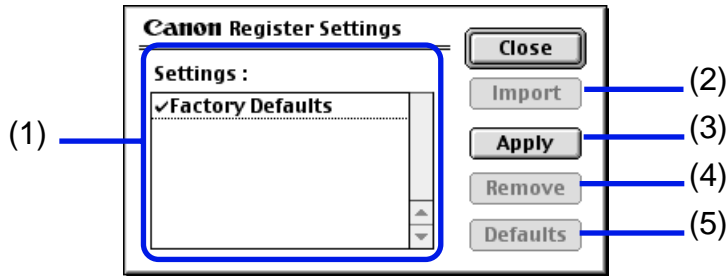 Canon Register Settings
Close
Settings :
Import
(2)
✓Factory Defaults
(1)
Apply
(3)
Remove
(4)
Defaults
(5)